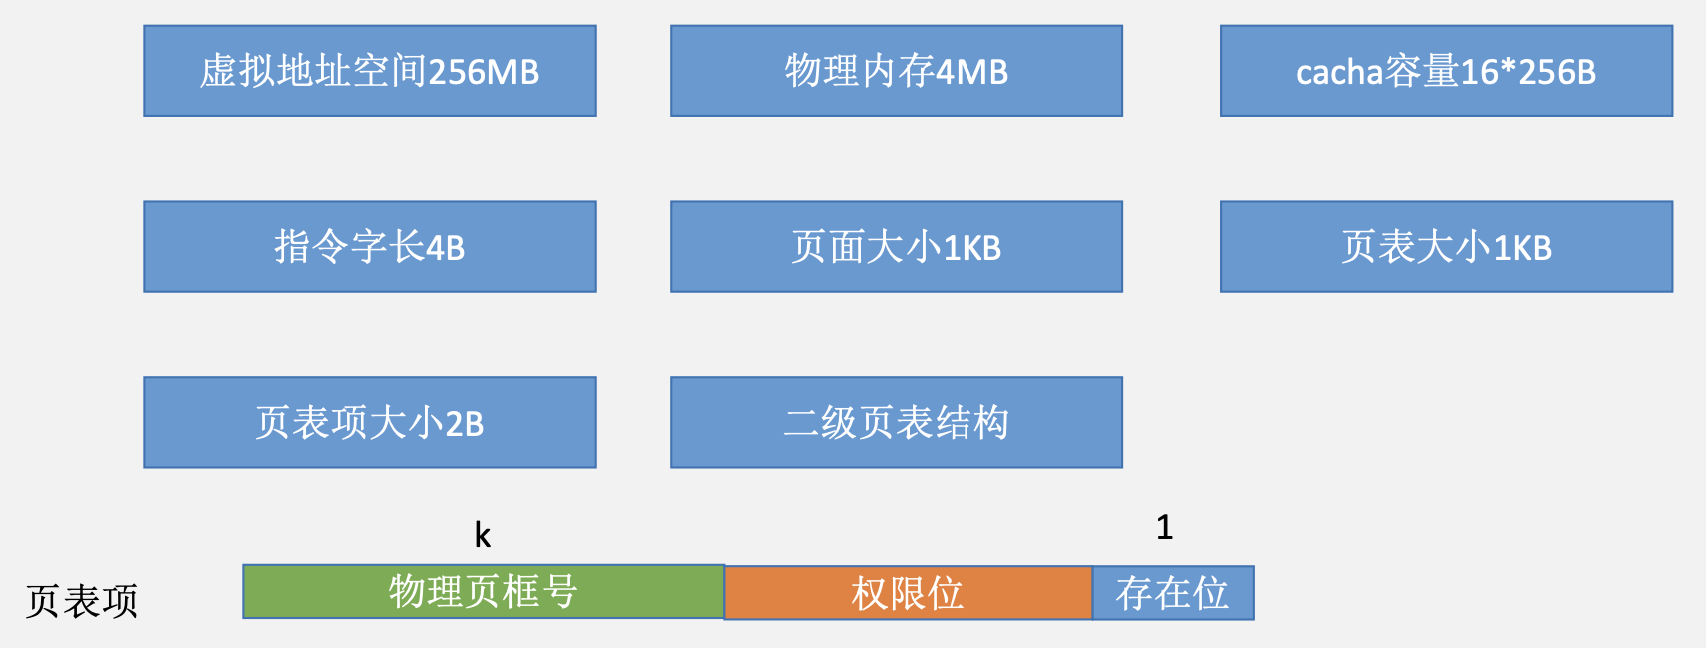 虚拟地址空间256MB
物理内存4MB
cacha容量16*256B
指令字长4B
页面大小1KB
页表大小1KB
页表项大小2B
二级页表结构
k
1
页表项
物理页框号
权限位
存在位